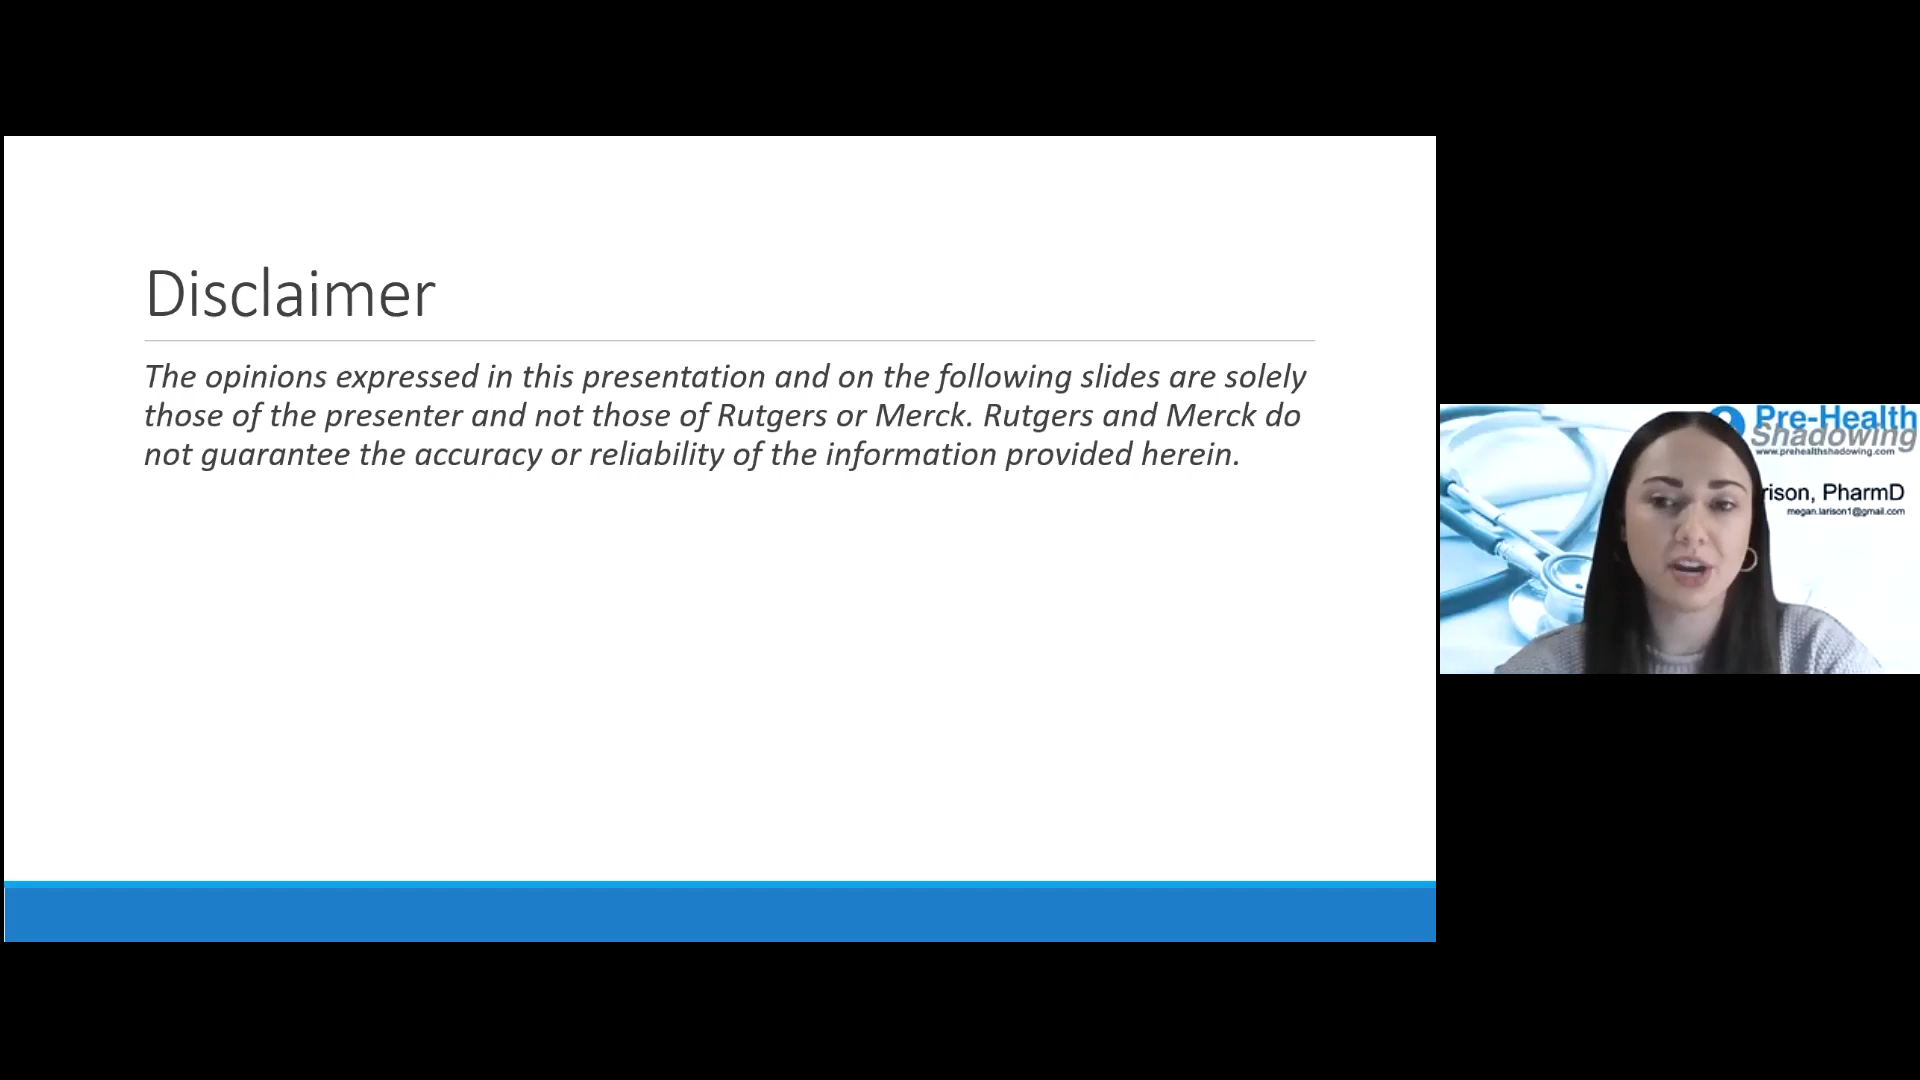 Disclaimer
The opinions expressed in this presentation and on the following slides are solely
those of the presenter and not those of Rutgers or Merck. Rutgers and Merck do
not guarantee the accuracy or reliability of the information provided herein.
Pre-Health
Shadowing
www.prehealthshadowing.com
rison, PharmD
megan.larison1@gmail.com